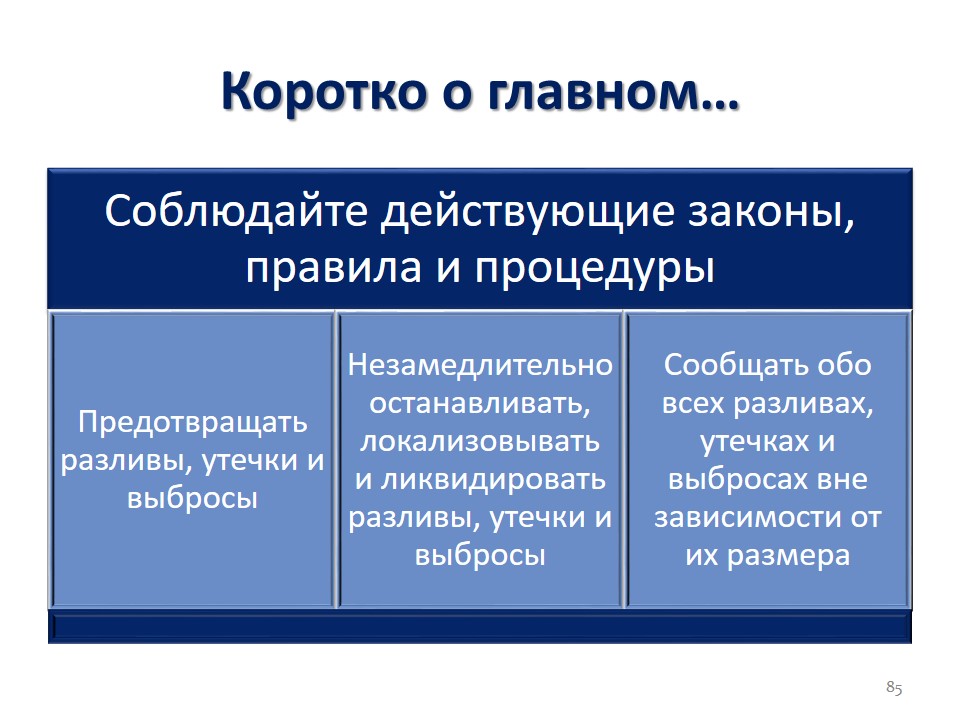 Коротко о главном…
Соблюдайте действующие законы,
правила и процедуры
Предотвращать
разливы, утечки и
выбросы
Незамедлительно
останавливать,
локализовывать
и ликвидировать
разливы, утечки и
выбросы
Сообщать обо
всех разливах,
утечках и
выбросах вне
зависимости от
их размера
85